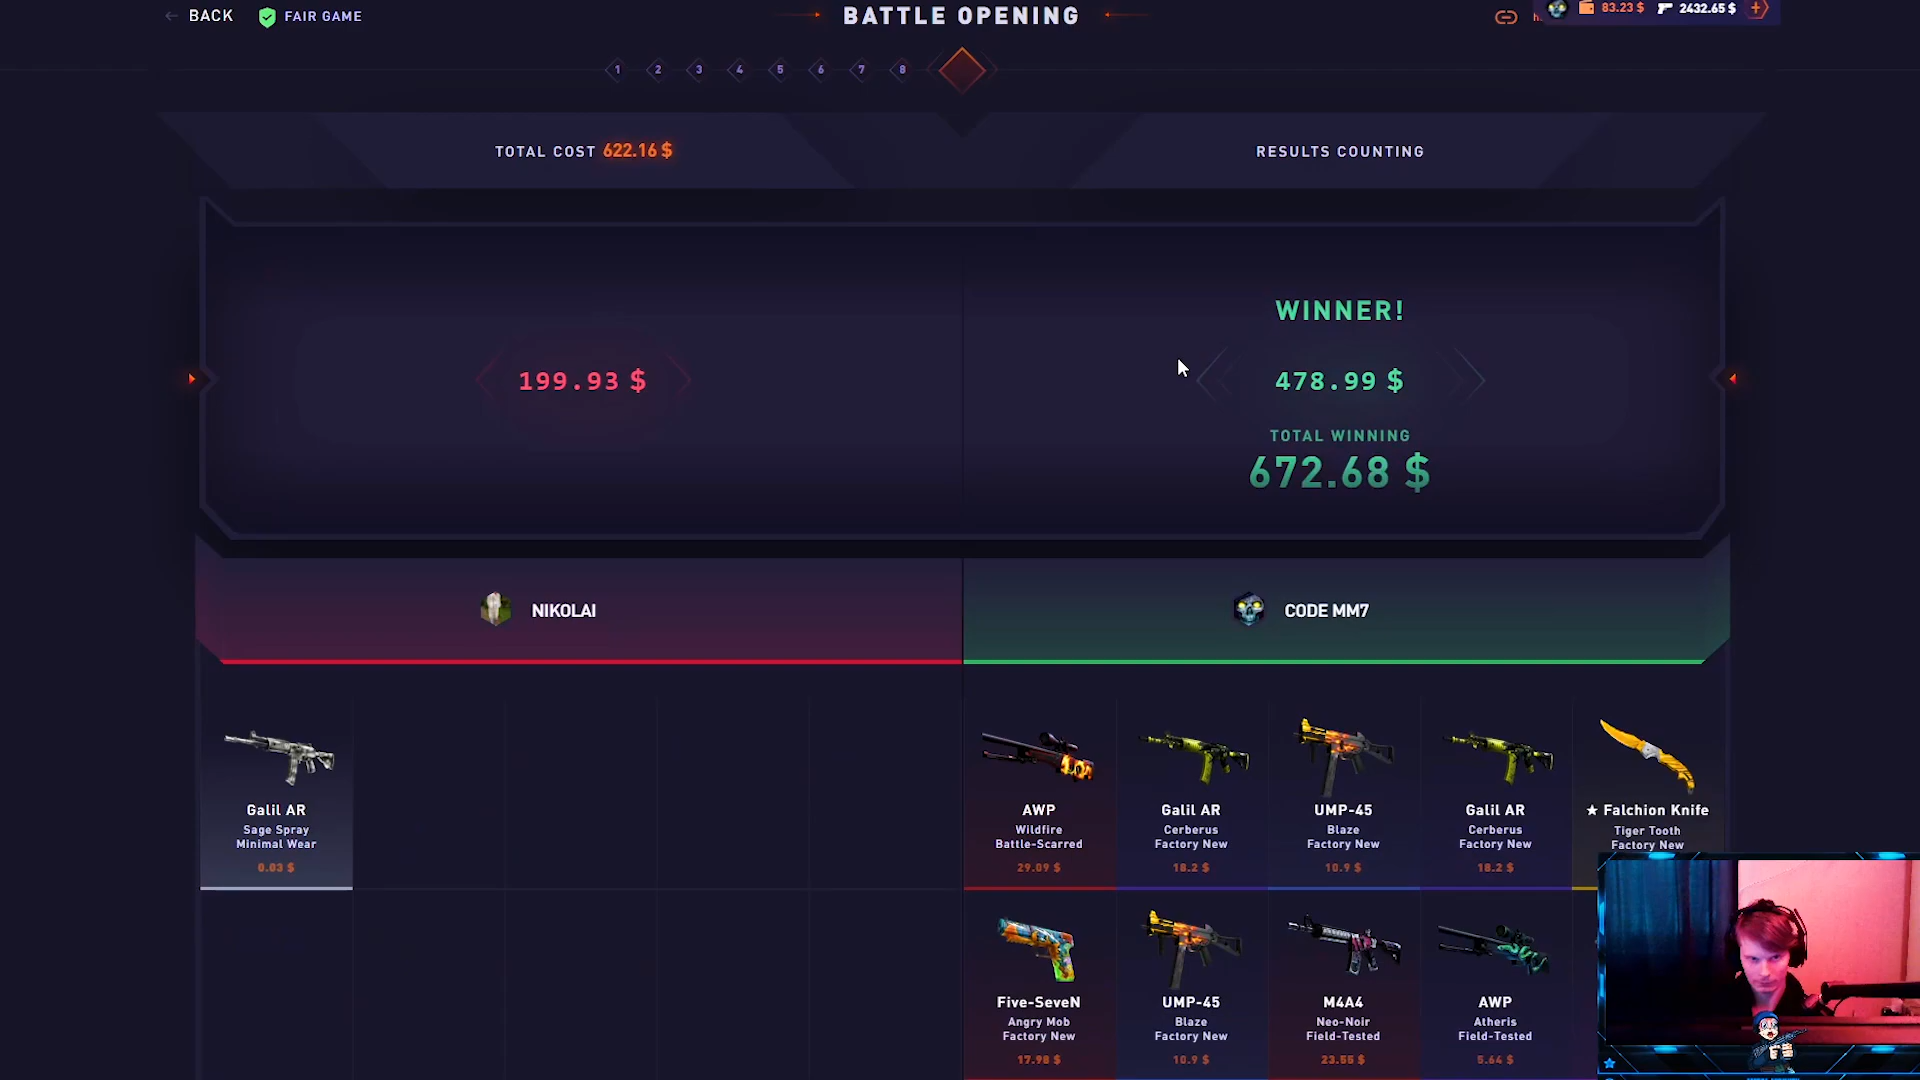 BACK
FAIR GAME
BATTLE OPENING
83.23 $
2432.65 $
1 2 3 4 5 6 7 8
TOTAL COST 622.16 $
RESULTS COUNTING
WINNER!
199.93 $
478.99 $
TOTAL WINNING
672.68 $
NIKOLAI
CODE MM7
Galil AR
Sage Spray
Minimal Wear
0.03 $
AWP
Wildfire
Battle-Scarred
29.09 $
Galil AR
Cerberus
Factory New
18.2 $
UMP-45
Blaze
Factory New
10.9 $
Galil AR
Cerberus
Factory New
18.2 $
★ Falchion Knife
Tiger Tooth
Factory New
Five-SeveN
Angry Mob
Factory New
17.98 $
UMP-45
Blaze
Factory New
10.9 $
M4A4
Neo-Noir
Field-Tested
23.55 $
AWP
Atheris
Field-Tested
5.64 $